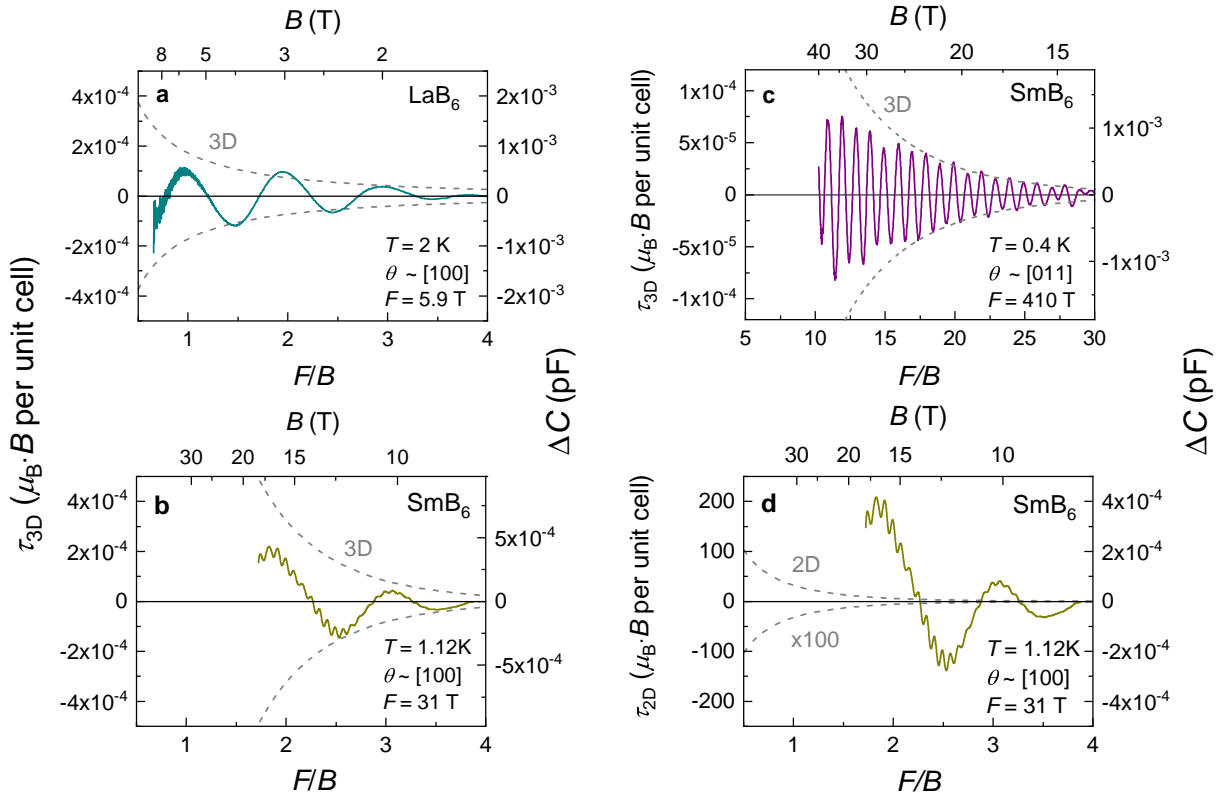 B (T)
8 5 3 2
a LaB6
3D
T = 2 K
θ ~ [100]
F = 5.9 T
4x10-4
2x10-4
0
-2x10-4
-4x10-4
2x10-3
1x10-3
0
-1x10-3
-2x10-3
1 2 3 4
F/B
B (T)
40 30 20 15
c SmB6
3D
T = 0.4 K
θ ~ [011]
F = 410 T
τ3D (μB·B per unit cell)
1x10-4
5x10-5
0
-5x10-5
-1x10-4
1x10-3
0
-1x10-3
5 10 15 20 25 30
F/B
τ3D (μB·B per unit cell)
ΔC (pF)
B (T)
30 20 15 10
b SmB6
3D
T = 1.12K
θ ~ [100]
F = 31 T
4x10-4
2x10-4
0
-2x10-4
-4x10-4
5x10-4
0
-5x10-4
1 2 3 4
F/B
B (T)
30 20 15 10
d SmB6
2D
x100
T = 1.12K
θ ~ [100]
F = 31 T
τ2D (μB·B per unit cell)
200
100
0
-100
-200
4x10-4
2x10-4
0
-2x10-4
-4x10-4
1 2 3 4
F/B
ΔC (pF)